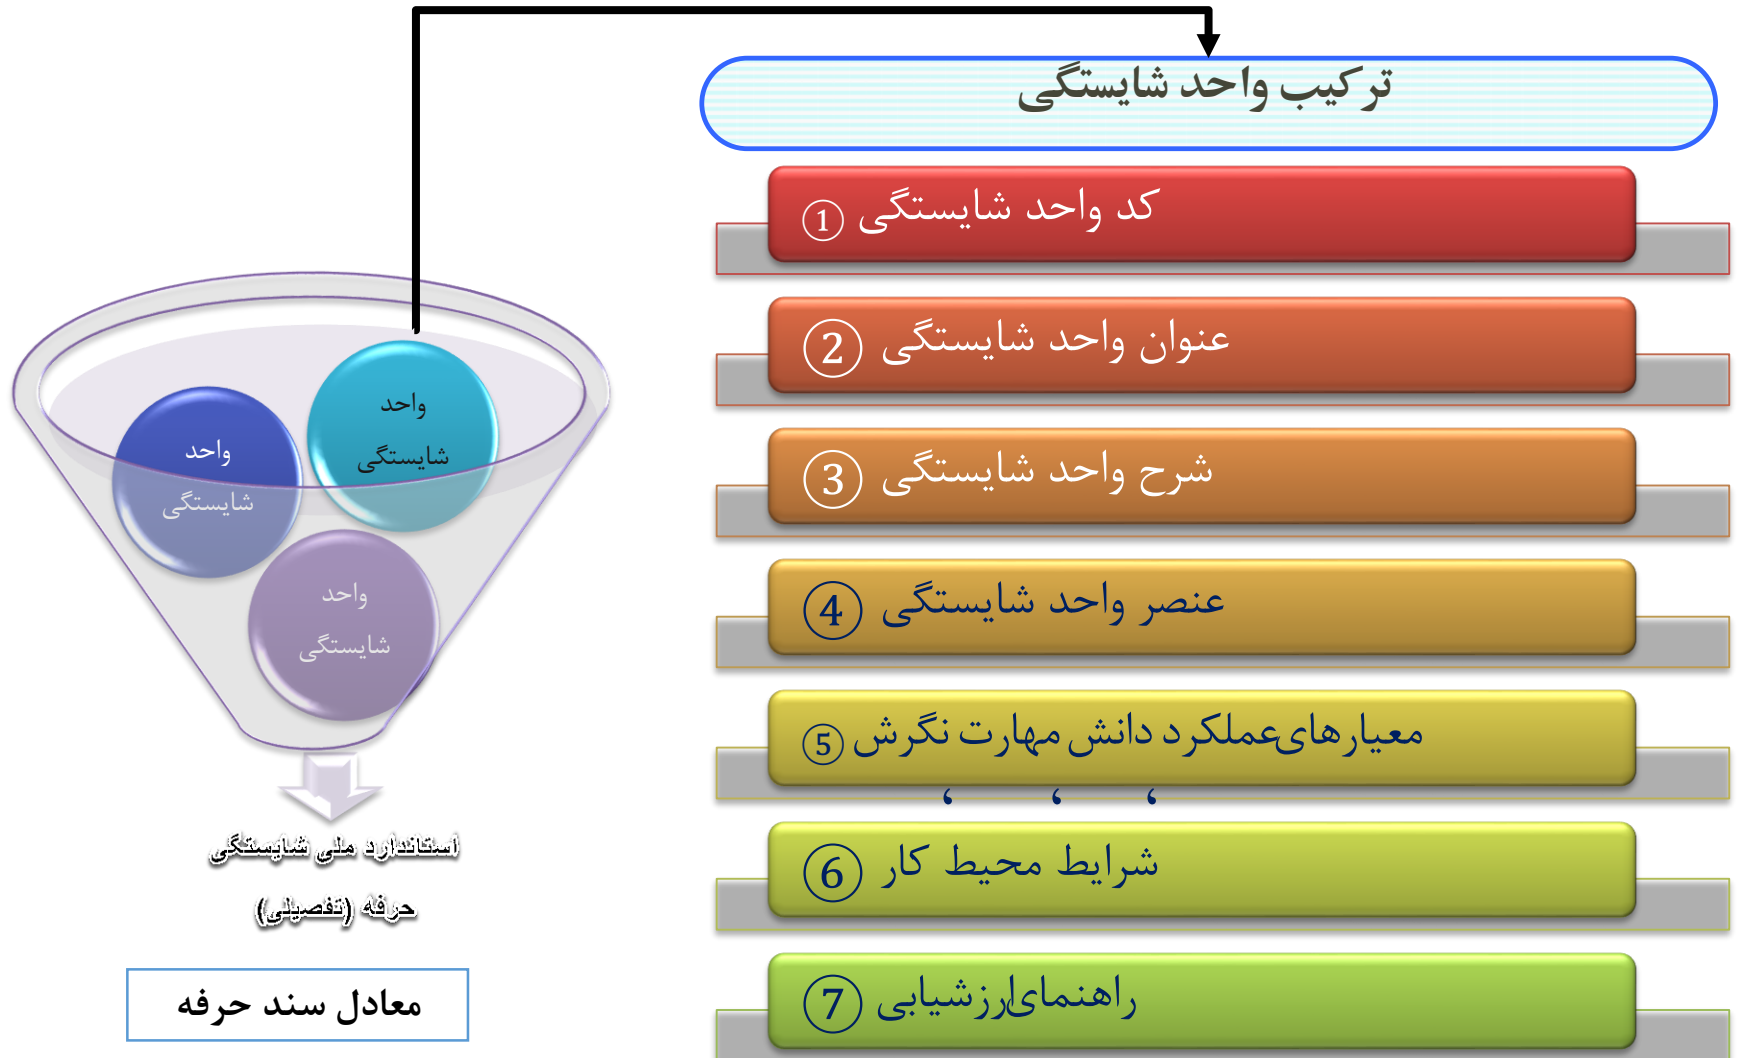 ترکیب واحد شایستگی
کد واحد شایستگی ①
عنوان واحد شایستگی ②
شرح واحد شایستگی ③
عنصر واحد شایستگی ④
معیارهای‌عملکرد دانش مهارت نگرش ⑤
، ، ،
شرایط محیط کار ⑥
راهنمای‌ارزشیابی ⑦
واحد
شایستگی
واحد
شایستگی
واحد
شایستگی
استاندارد ملی شایستگی
حرفه (تفصیلی)
معادل سند حرفه